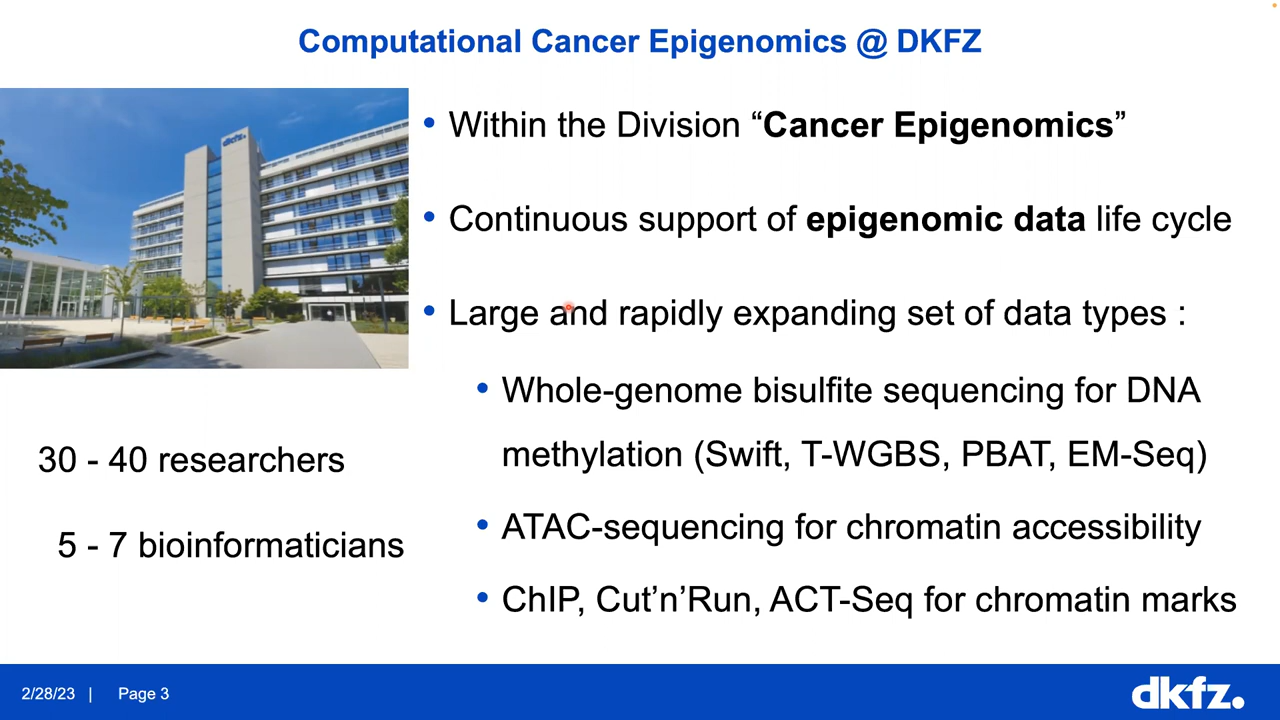 Computational Cancer Epigenomics @ DKFZ
dkfz.
• Within the Division “Cancer Epigenomics”
• Continuous support of epigenomic data life cycle
• Large and rapidly expanding set of data types :
• Whole-genome bisulfite sequencing for DNA
methylation (Swift, T-WGBS, PBAT, EM-Seq)
• ATAC-sequencing for chromatin accessibility
• ChIP, Cut’n’Run, ACT-Seq for chromatin marks
30 - 40 researchers
5 - 7 bioinformaticians
2/28/23 | Page 3
dkfz.